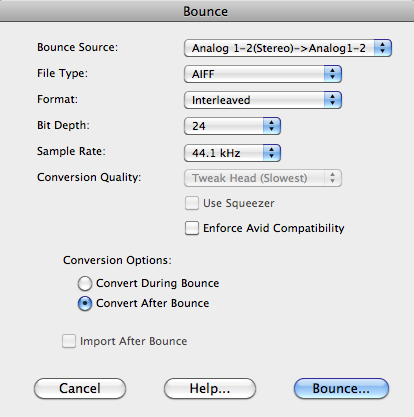 Bounce
Bounce Source: Analog 1-2(Stereo)->Analog1-2
File Type: AIFF
Format: Interleaved
Bit Depth: 24
Sample Rate: 44.1 kHz
Conversion Quality: Tweak Head (Slowest)
Use Squeezer
Enforce Avid Compatibility
Conversion Options:
Convert During Bounce
Convert After Bounce
Import After Bounce
Cancel Help... Bounce...